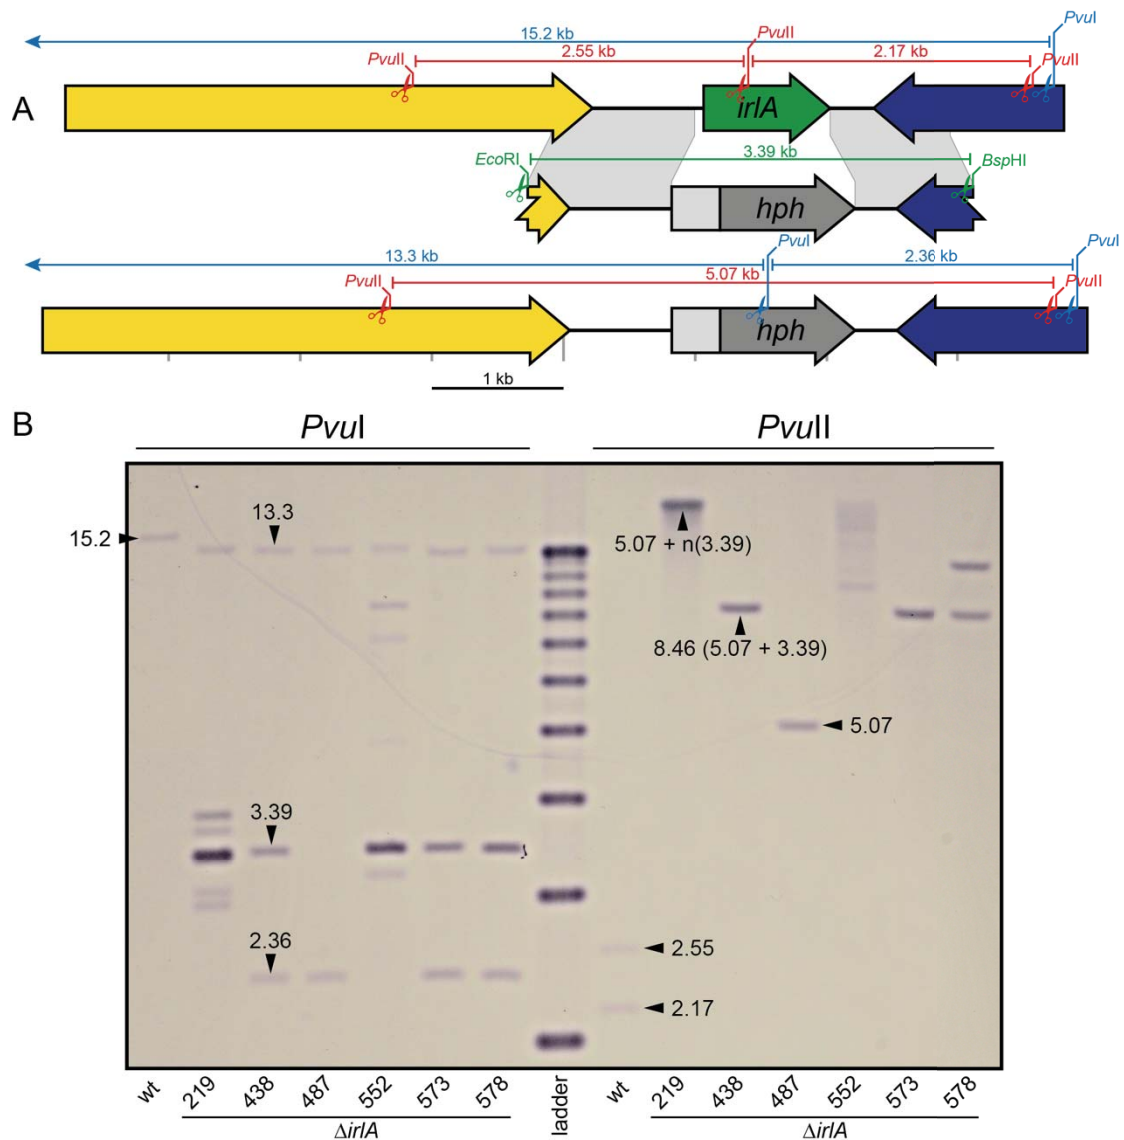 PvuI
15.2 kb
PvuII
2.55 kb
2.17 kb
PvuII
PvuII
A
irlA
3.39 kb
EcoRI
BspHI
hph
PvuI
PvuI
13.3 kb
2.36 kb
5.07 kb
PvuII
PvuII
hph
1 kb
B
PvuI
PvuII
13.3
15.2
5.07 + n(3.39)
8.46 (5.07 + 3.39)
5.07
3.39
2.36
2.55
2.17
wt
219
438
487
552
573
578
ladder
wt
219
438
487
552
573
578
ΔirlA
ΔirlA